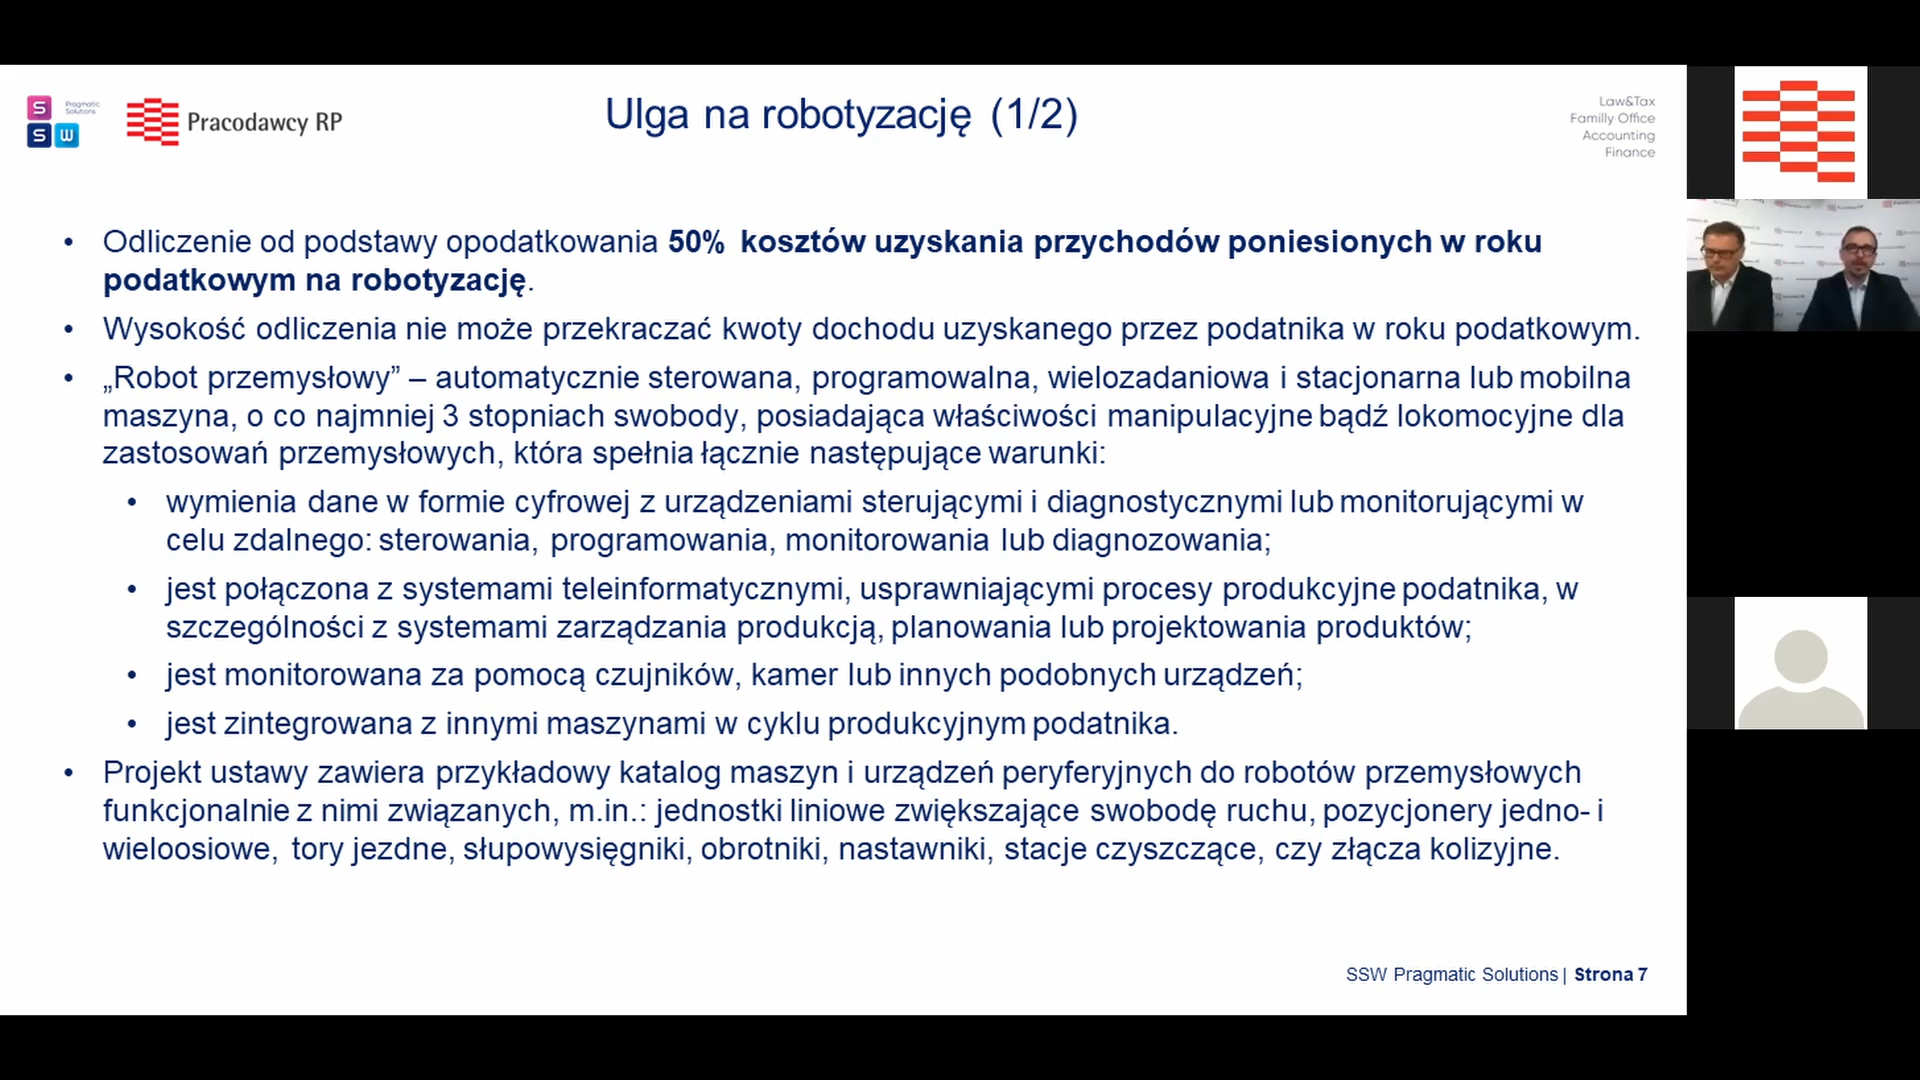 S
S W
Pragmatic
Solutions
Pracodawcy RP
Ulga na robotyzację (1/2)
Law&Tax
Familly Office
Accounting
Finance
• Odliczenie od podstawy opodatkowania 50% kosztów uzyskania przychodów poniesionych w roku
podatkowym na robotyzację.
• Wysokość odliczenia nie może przekraczać kwoty dochodu uzyskanego przez podatnika w roku podatkowym.
• „Robot przemysłowy” – automatycznie sterowana, programowalna, wielozadaniowa i stacjonarna lub mobilna
maszyna, o co najmniej 3 stopniach swobody, posiadająca właściwości manipulacyjne bądź lokomocyjne dla
zastosowań przemysłowych, która spełnia łącznie następujące warunki:
• wymienia dane w formie cyfrowej z urządzeniami sterującymi i diagnostycznymi lub monitorującymi w
celu zdalnego: sterowania, programowania, monitorowania lub diagnozowania;
• jest połączona z systemami teleinformatycznymi, usprawniającymi procesy produkcyjne podatnika, w
szczególności z systemami zarządzania produkcją, planowania lub projektowania produktów;
• jest monitorowana za pomocą czujników, kamer lub innych podobnych urządzeń;
• jest zintegrowana z innymi maszynami w cyklu produkcyjnym podatnika.
• Projekt ustawy zawiera przykładowy katalog maszyn i urządzeń peryferyjnych do robotów przemysłowych
funkcjonalnie z nimi związanych, m.in.: jednostki liniowe zwiększające swobodę ruchu, pozycjonery jedno- i
wieloosiowe, tory jezdne, słupowysięgniki, obrotniki, nastawniki, stacje czyszczące, czy złącza kolizyjne.
SSW Pragmatic Solutions | Strona 7